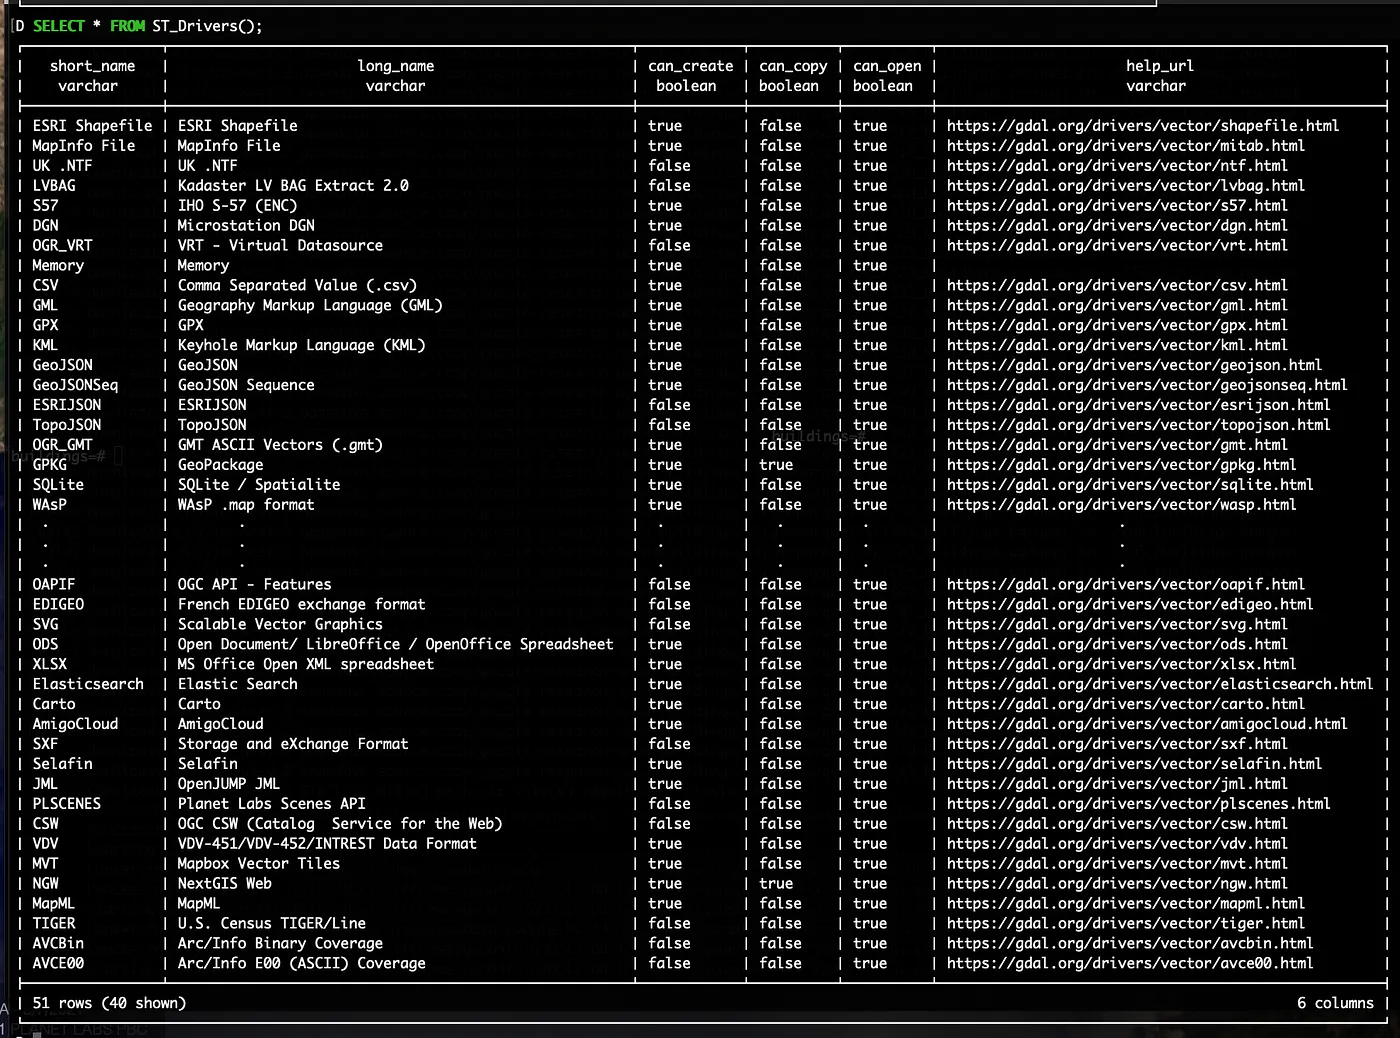 D SELECT * FROM ST_Drivers();
short_name | long_name | can_create | can_copy | can_open | help_url
varchar | varchar | boolean | boolean | boolean | varchar
ESRI Shapefile | ESRI Shapefile | true | false | true | https://gdal.org/drivers/vector/shapefile.html
MapInfo File | MapInfo File | true | false | true | https://gdal.org/drivers/vector/mitab.html
UK .NTF | UK .NTF | false | false | true | https://gdal.org/drivers/vector/ntf.html
LVBAG | Kadaster LV BAG Extract 2.0 | false | false | true | https://gdal.org/drivers/vector/lvbag.html
S57 | IHO S-57 (ENC) | true | false | true | https://gdal.org/drivers/vector/s57.html
DGN | Microstation DGN | true | false | true | https://gdal.org/drivers/vector/dgn.html
OGR_VRT | VRT - Virtual Datasource | false | false | true | https://gdal.org/drivers/vector/vrt.html
Memory | Memory | true | false | true |
CSV | Comma Separated Value (.csv) | true | false | true | https://gdal.org/drivers/vector/csv.html
GML | Geography Markup Language (GML) | true | false | true | https://gdal.org/drivers/vector/gml.html
GPX | GPX | true | false | true | https://gdal.org/drivers/vector/gpx.html
KML | Keyhole Markup Language (KML) | true | false | true | https://gdal.org/drivers/vector/kml.html
GeoJSON | GeoJSON | true | false | true | https://gdal.org/drivers/vector/geojson.html
GeoJSONSeq | GeoJSON Sequence | true | false | true | https://gdal.org/drivers/vector/geojsonseq.html
ESRIJSON | ESRIJSON | false | false | true | https://gdal.org/drivers/vector/esrijson.html
TopoJSON | TopoJSON | false | false | true | https://gdal.org/drivers/vector/topojson.html
OGR_GMT | GMT ASCII Vectors (.gmt) | true | false | true | https://gdal.org/drivers/vector/gmt.html
buildings=#
buildings=#
GPKG | GeoPackage | true | true | true | https://gdal.org/drivers/vector/gpkg.html
SQLite | SQLite / Spatialite | true | false | true | https://gdal.org/drivers/vector/sqlite.html
WAsP | WAsP .map format | true | false | true | https://gdal.org/drivers/vector/wasp.html
· | · | · | · | · | ·
· | · | · | · | · | ·
· | · | · | · | · | ·
OAPIF | OGC API - Features | false | false | true | https://gdal.org/drivers/vector/oapif.html
EDIGEO | French EDIGEO exchange format | false | false | true | https://gdal.org/drivers/vector/edigeo.html
SVG | Scalable Vector Graphics | false | false | true | https://gdal.org/drivers/vector/svg.html
ODS | Open Document/ LibreOffice / OpenOffice Spreadsheet | true | false | true | https://gdal.org/drivers/vector/ods.html
XLSX | MS Office Open XML spreadsheet | true | false | true | https://gdal.org/drivers/vector/xlsx.html
Elasticsearch | Elastic Search | true | false | true | https://gdal.org/drivers/vector/elasticsearch.html
Carto | Carto | true | false | true | https://gdal.org/drivers/vector/carto.html
AmigoCloud | AmigoCloud | true | false | true | https://gdal.org/drivers/vector/amigocloud.html
SXF | Storage and eXchange Format | false | false | true | https://gdal.org/drivers/vector/sxf.html
Selafin | Selafin | true | false | true | https://gdal.org/drivers/vector/selafin.html
JML | OpenJUMP JML | true | false | true | https://gdal.org/drivers/vector/jml.html
PLSCENES | Planet Labs Scenes API | false | false | true | https://gdal.org/drivers/vector/plscenes.html
CSW | OGC CSW (Catalog  Service for the Web) | false | false | true | https://gdal.org/drivers/vector/csw.html
VDV | VDV-451/VDV-452/INTREST Data Format | true | false | true | https://gdal.org/drivers/vector/vdv.html
MVT | Mapbox Vector Tiles | true | false | true | https://gdal.org/drivers/vector/mvt.html
NGW | NextGIS Web | true | true | true | https://gdal.org/drivers/vector/ngw.html
MapML | MapML | true | false | true | https://gdal.org/drivers/vector/mapml.html
TIGER | U.S. Census TIGER/Line | false | false | true | https://gdal.org/drivers/vector/tiger.html
AVCBin | Arc/Info Binary Coverage | false | false | true | https://gdal.org/drivers/vector/avcbin.html
AVCE00 | Arc/Info E00 (ASCII) Coverage | false | false | true | https://gdal.org/drivers/vector/avce00.html
51 rows (40 shown) 6 columns
PLANET LABS PBC